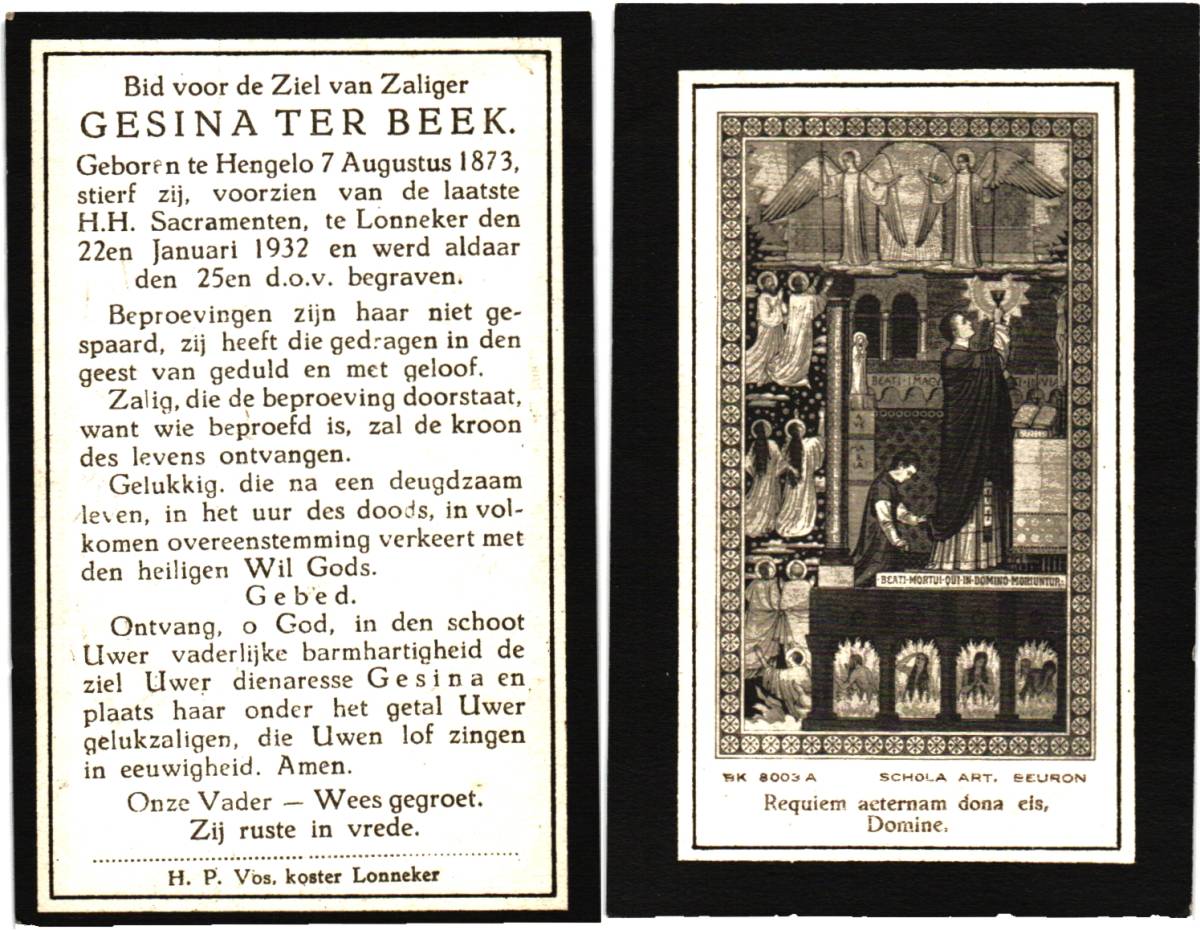 Bid voor de Ziel van Zaliger
GESINA TER BEEK.
Geboren te Hengelo 7 Augustus 1873,
stierf zij, voorzien van de laatste
H.H. Sacramenten, te Lonneker den
22en Januari 1932 en werd aldaar
den 25en d.o.v. begraven.
Beproevingen zijn haar niet ge-
spaard, zij heeft die gedragen in den
geest van geduld en met geloof.
Zalig, die de beproeving doorstaat,
want wie beproefd is, zal de kroon
des levens ontvangen.
Gelukkig. die na een deugdzaam
leven, in het uur des doods, in vol-
komen overeenstemming verkeert met
den heiligen Wil Gods.
Gebed.
Ontvang, o God, in den schoot
Uwer vaderlijke barmhartigheid de
ziel Uwer dienaresse Gesina en
plaats haar onder het getal Uwer
gelukzaligen, die Uwen lof zingen
in eeuwigheid. Amen.
Onze Vader — Wees gegroet.
Zij ruste in vrede.
H. P. Vos, koster Lonneker
BEATI · IMACU
IN · VIA
AVE
MARIA
· BEATI · MORTUI · QUI · IN · DOMINO · MORIUNTUR ·
BK 8003 A SCHOLA ART. BEURON
Requiem aeternam dona eis,
Domine.